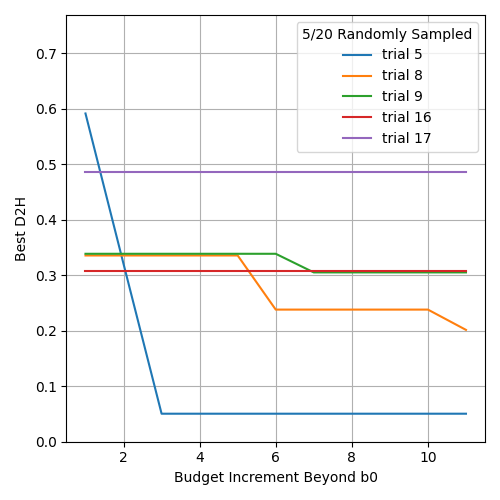 5/20 Randomly Sampled
trial 5
trial 8
trial 9
trial 16
trial 17
0.7
0.6
0.5
0.4
0.3
0.2
0.1
0.0
Best D2H
2 4 6 8 10
Budget Increment Beyond b0